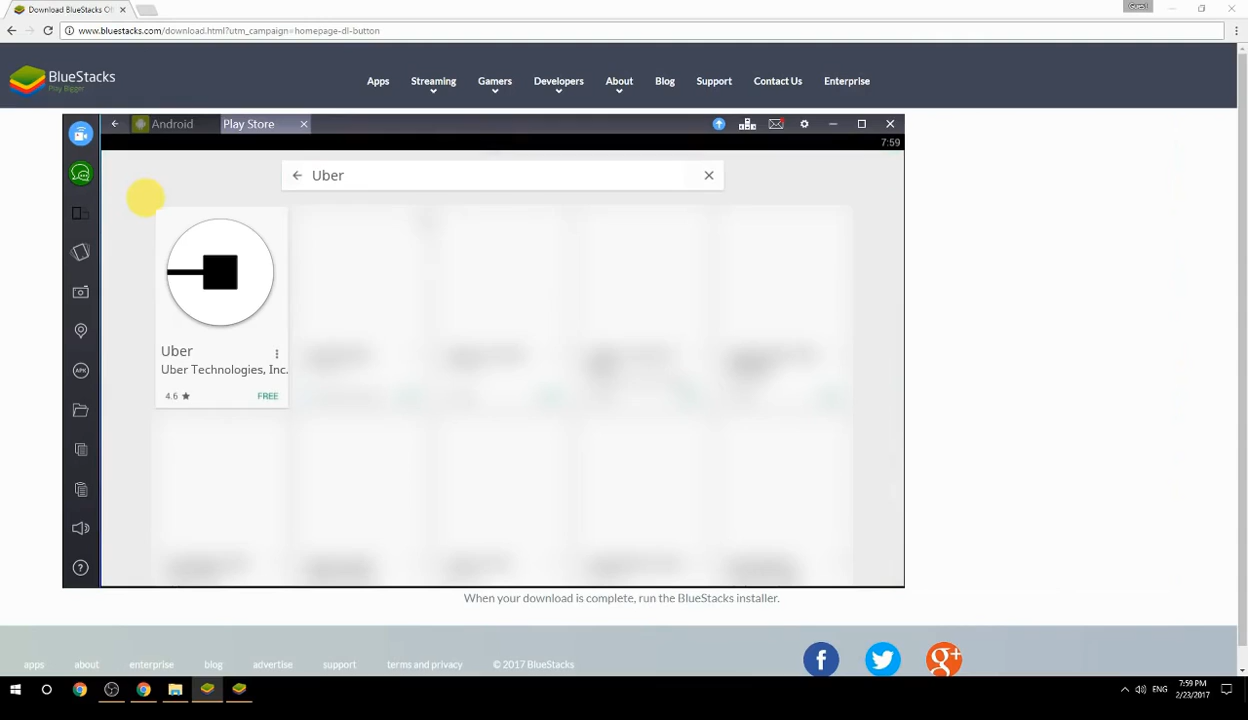 Download BlueStacks Of
Guest
www.bluestacks.com/download.html?utm_campaign=homepage-dl-button
BlueStacks
Play Bigger
Apps
Streaming
Gamers
Developers
About
Blog
Support
Contact Us
Enterprise
Android
Play Store
7:59
Uber
Uber
Uber Technologies, Inc.
4.6 ★
FREE
APK
When your download is complete, run the BlueStacks installer.
apps
about
enterprise
blog
advertise
support
terms and privacy
© 2017 BlueStacks
ENG
7:59 PM
2/23/2017